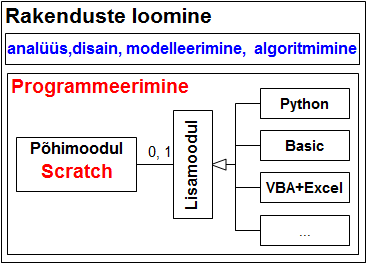 Rakenduste loomine
analüüs,disain, modelleerimine, algoritmimine
Programmeerimine
Põhimoodul
Scratch
0, 1
Lisamoodul
Python
Basic
VBA+Excel
...